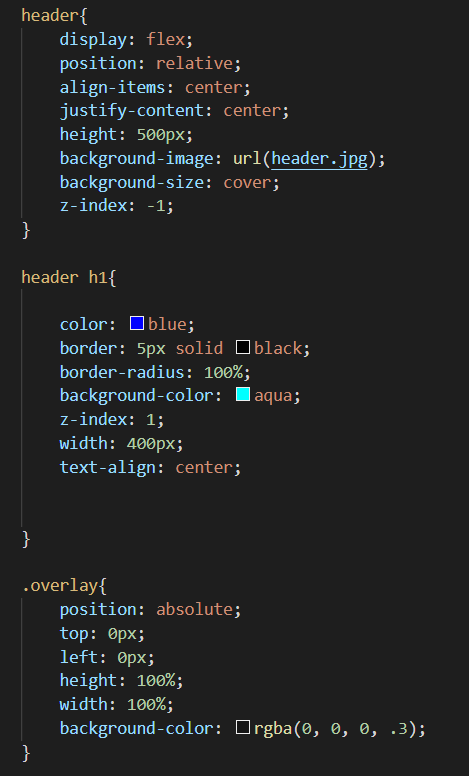 header{
    display: flex;
    position: relative;
    align-items: center;
    justify-content: center;
    height: 500px;
    background-image: url(header.jpg);
    background-size: cover;
    z-index: -1;
}
header h1{
    color: blue;
    border: 5px solid black;
    border-radius: 100%;
    background-color: aqua;
    z-index: 1;
    width: 400px;
    text-align: center;
}
.overlay{
    position: absolute;
    top: 0px;
    left: 0px;
    height: 100%;
    width: 100%;
    background-color: rgba(0, 0, 0, .3);
}